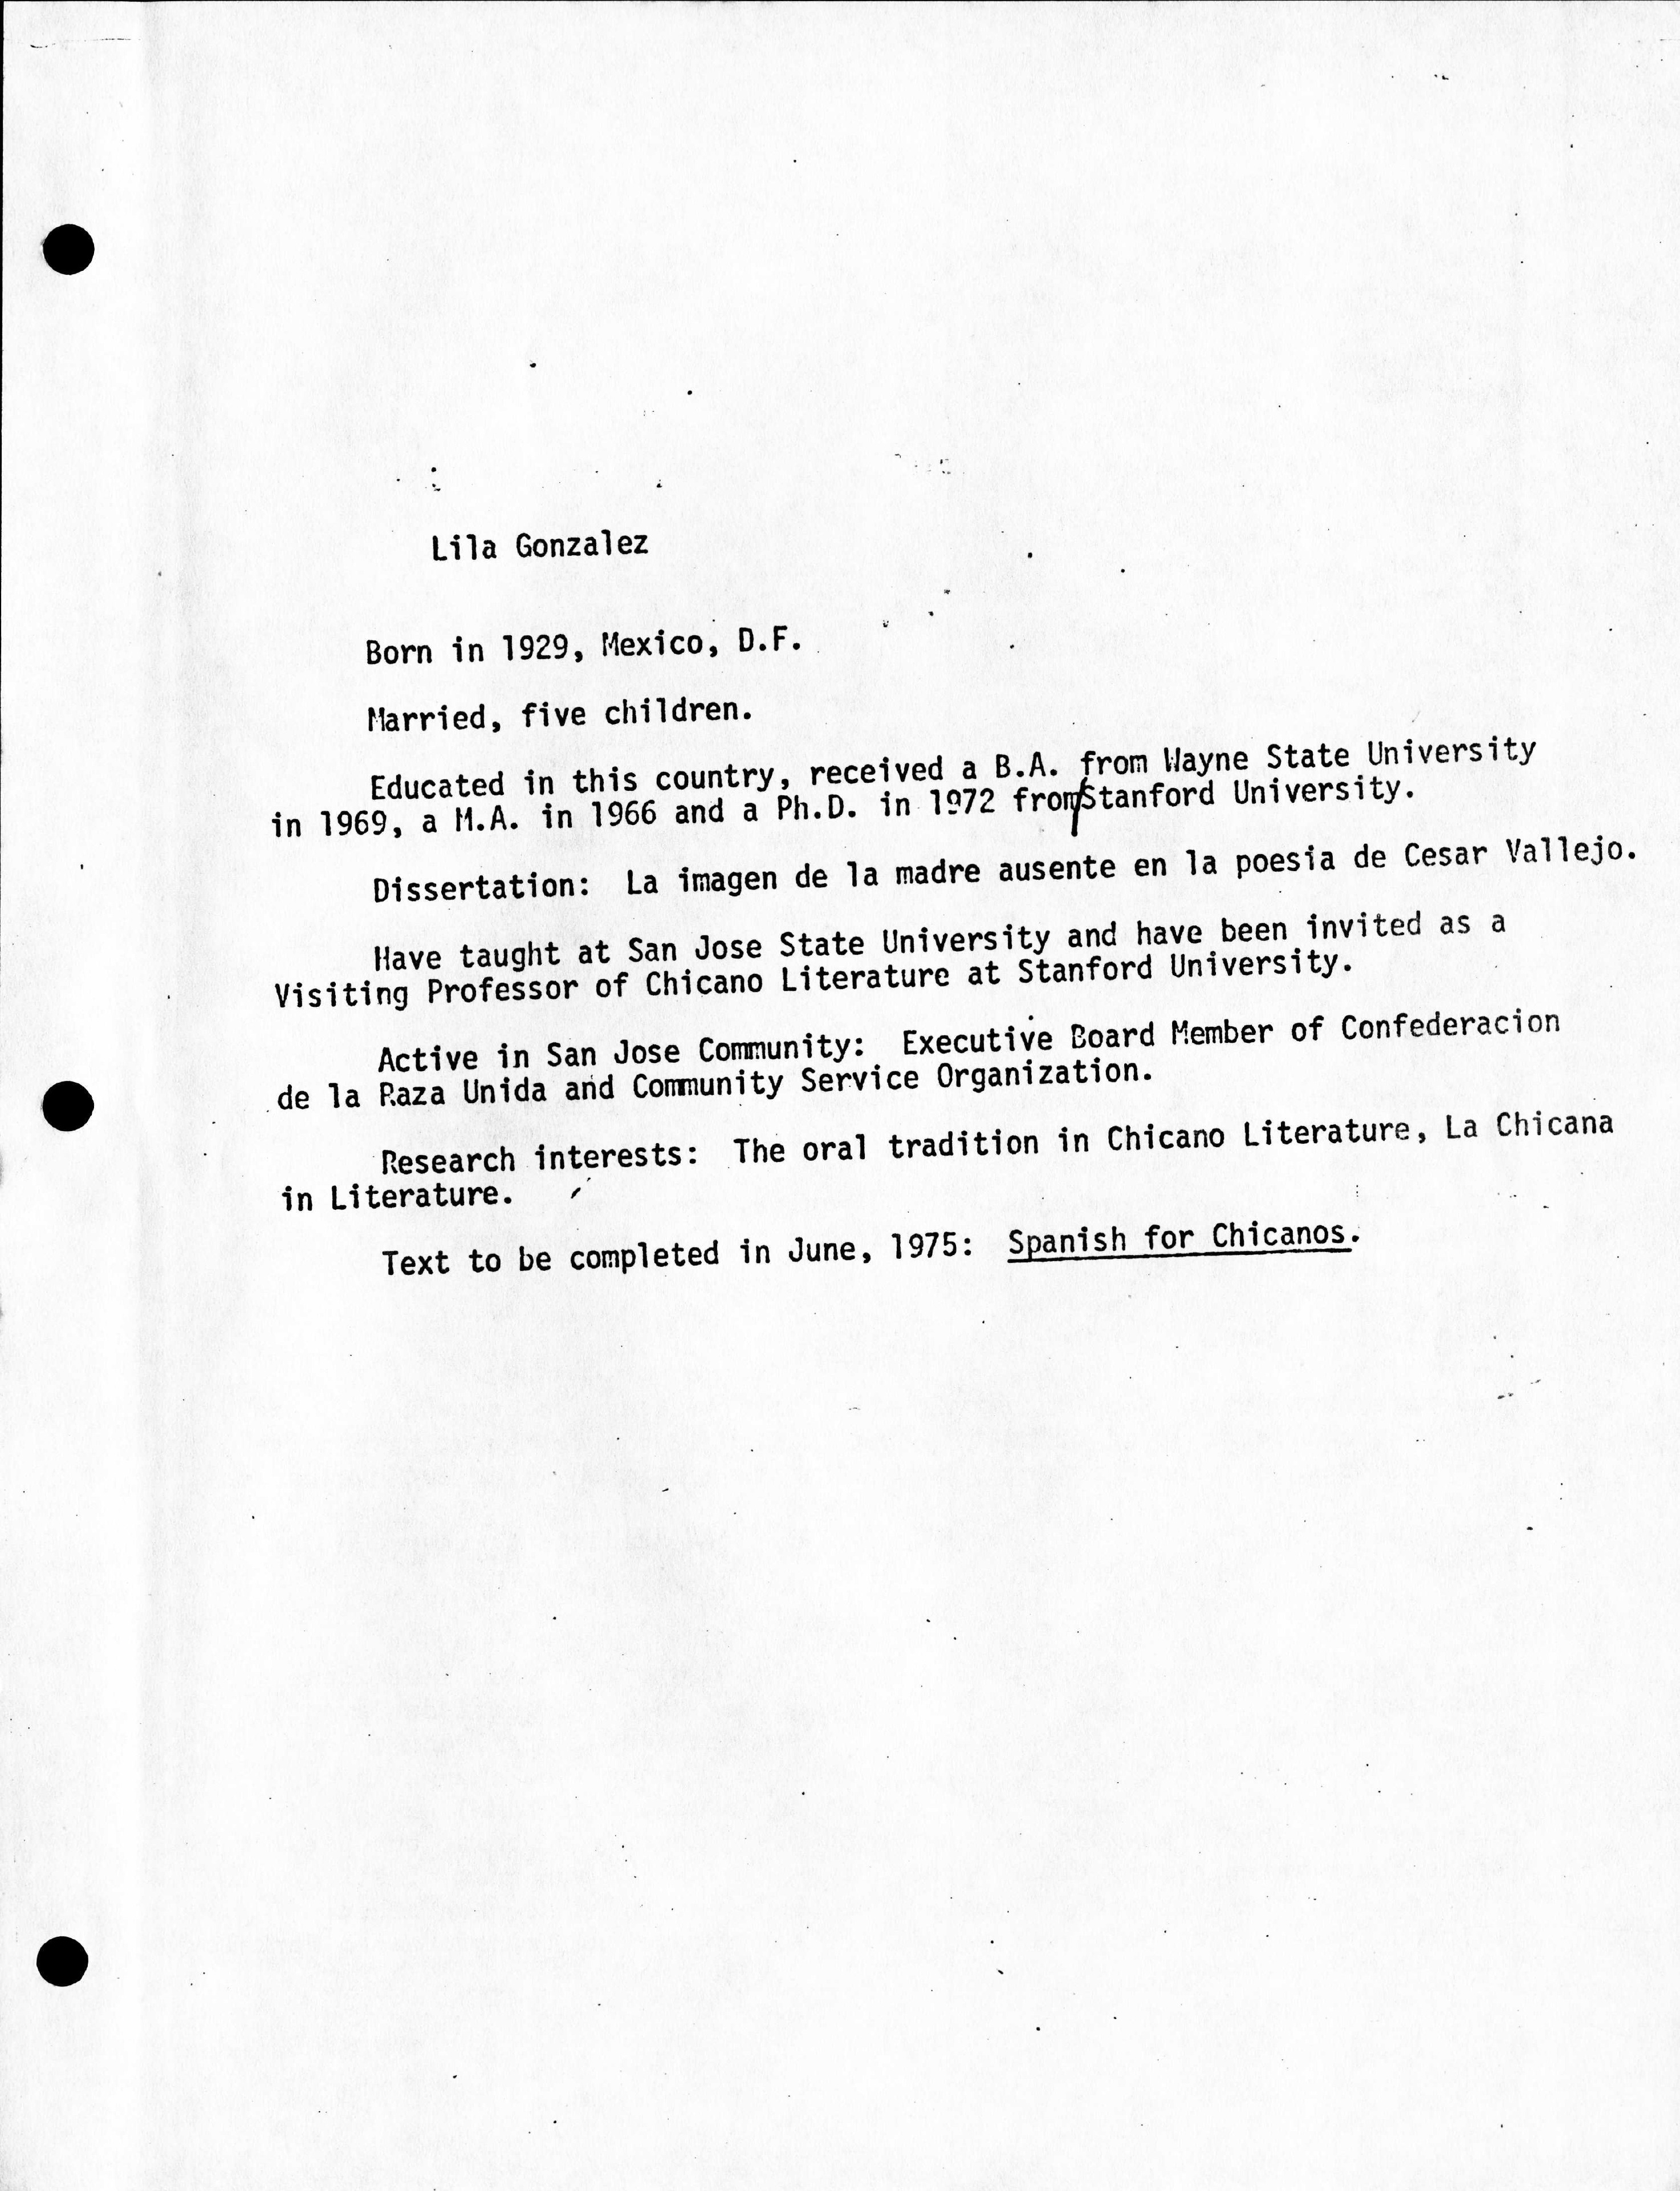 Lila Gonzalez
Born in 1929, Mexico, D.F.
Married, five children.
Educated in this country, received a B.A. from Wayne State University
in 1969, a M.A. in 1966 and a Ph.D. in 1972 from/Stanford University.
Dissertation: La imagen de la madre ausente en la poesia de Cesar Vallejo.
Have taught at San Jose State University and have been invited as a
Visiting Professor of Chicano Literature at Stanford University.
Active in San Jose Community: Executive Board Member of Confederacion
de la Raza Unida and Community Service Organization.
Research interests: The oral tradition in Chicano Literature, La Chicana
in Literature.
Text to be completed in June, 1975: Spanish for Chicanos.